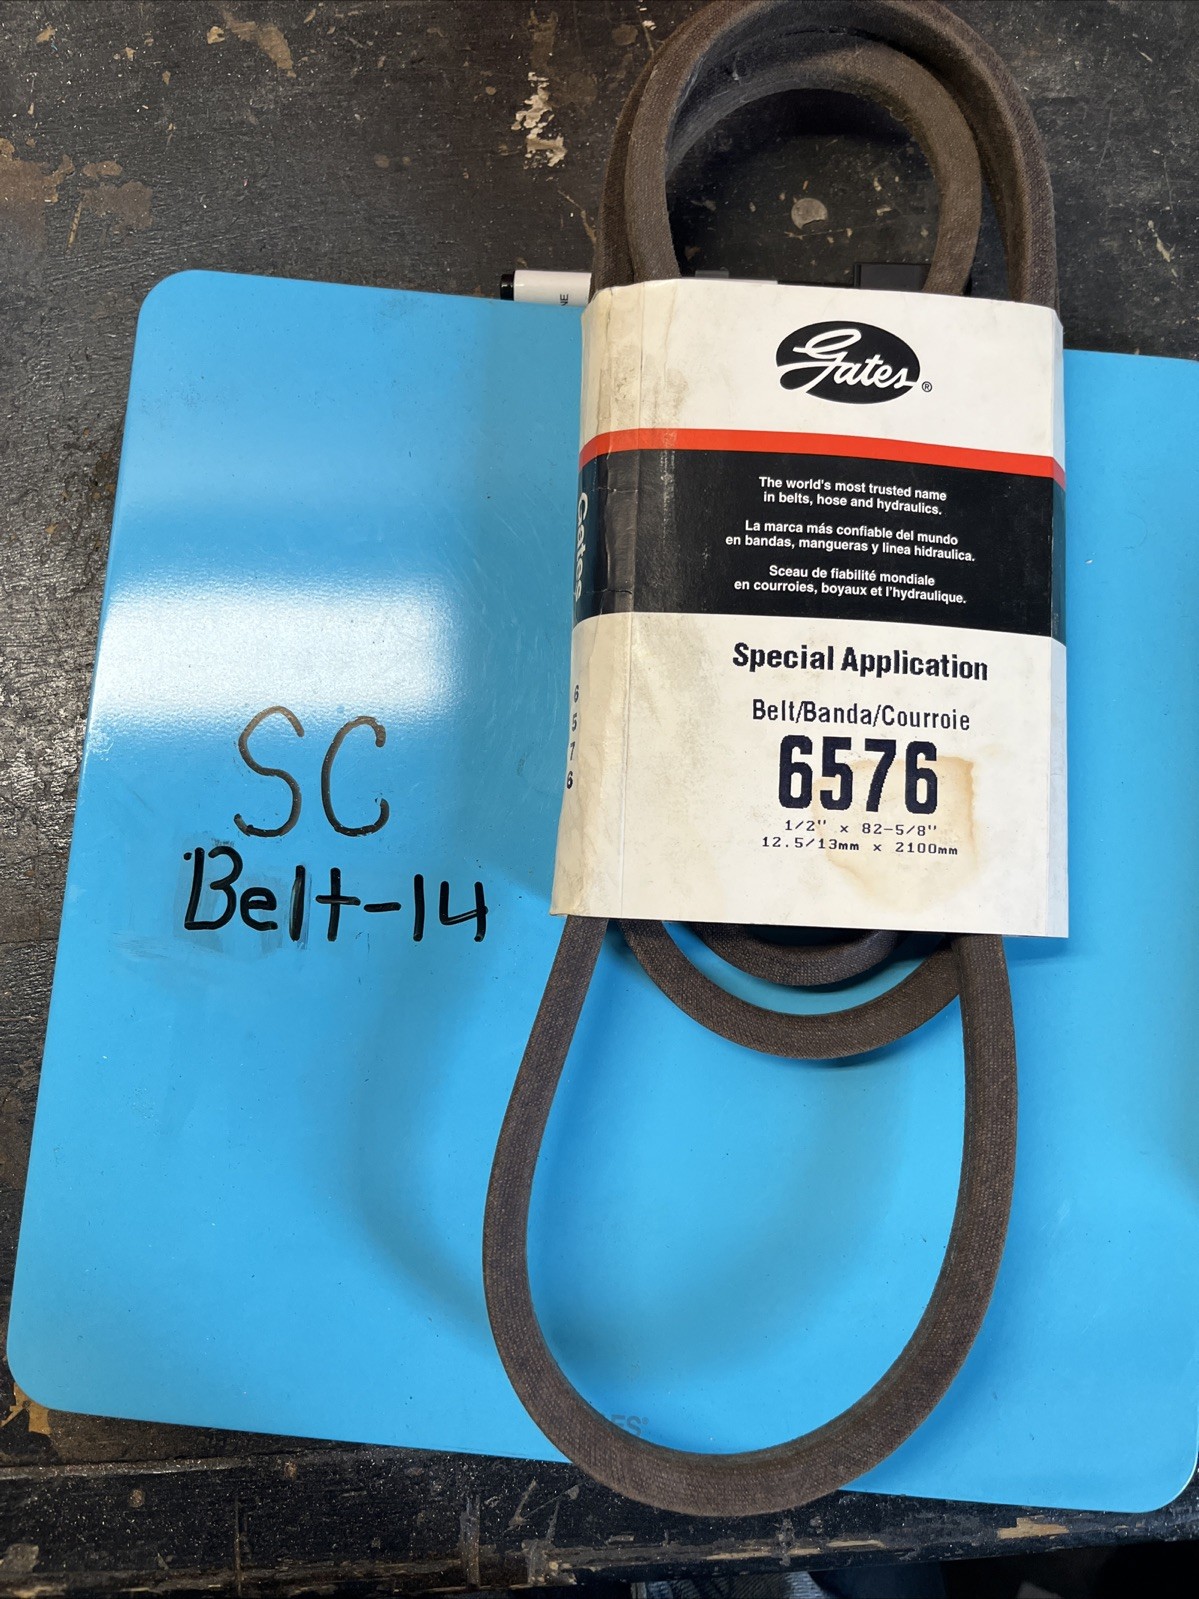 Gates®
The world's most trusted name
in belts, hose and hydraulics.
La marca más confiable del mundo
en bandas, mangueras y linea hidraulica.
Sceau de fiabilité mondiale
en courroies, boyaux et l'hydraulique.
Special Application
Belt/Banda/Courroie
6576
1/2" x 82-5/8"
12.5/13mm x 2100mm
Gates
6
5
7
6
SC
Belt-14